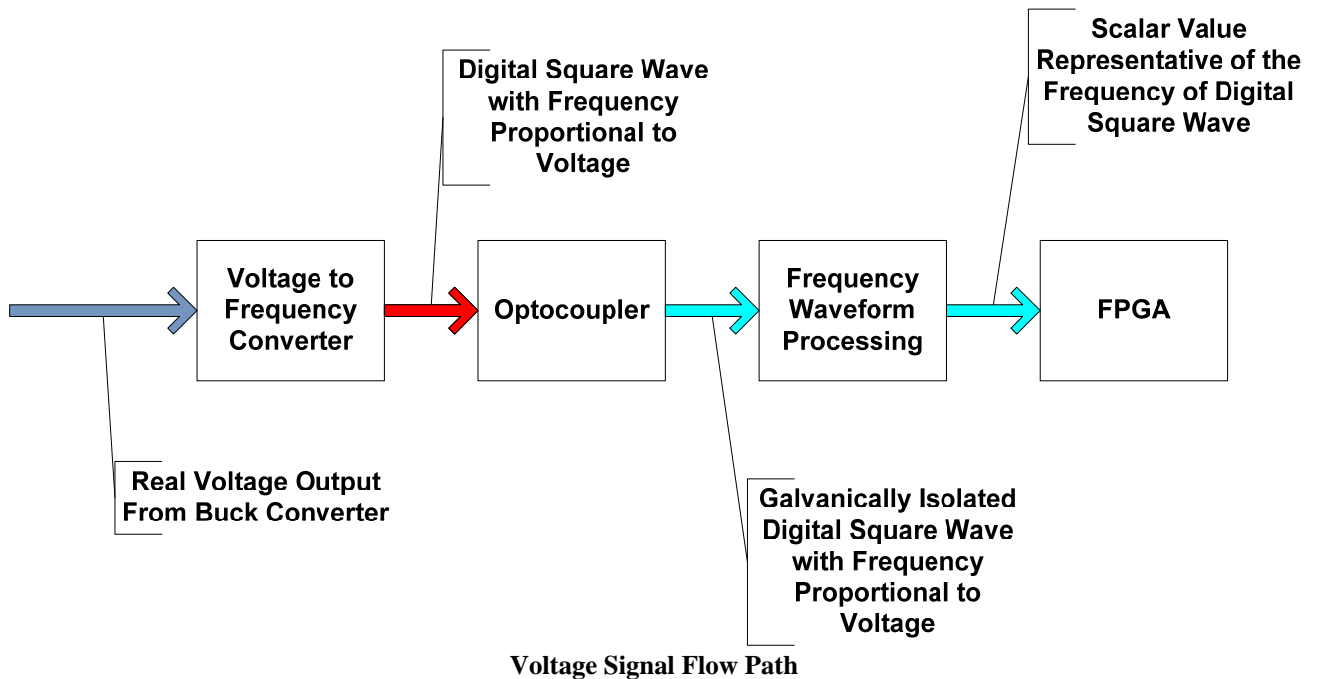 Scalar Value
Representative of the
Frequency of Digital
Square Wave
Digital Square Wave
with Frequency
Proportional to
Voltage
Voltage to
Frequency
Converter
Optocoupler
Frequency
Waveform
Processing
FPGA
Real Voltage Output
From Buck Converter
Galvanically Isolated
Digital Square Wave
with Frequency
Proportional to
Voltage
Voltage Signal Flow Path